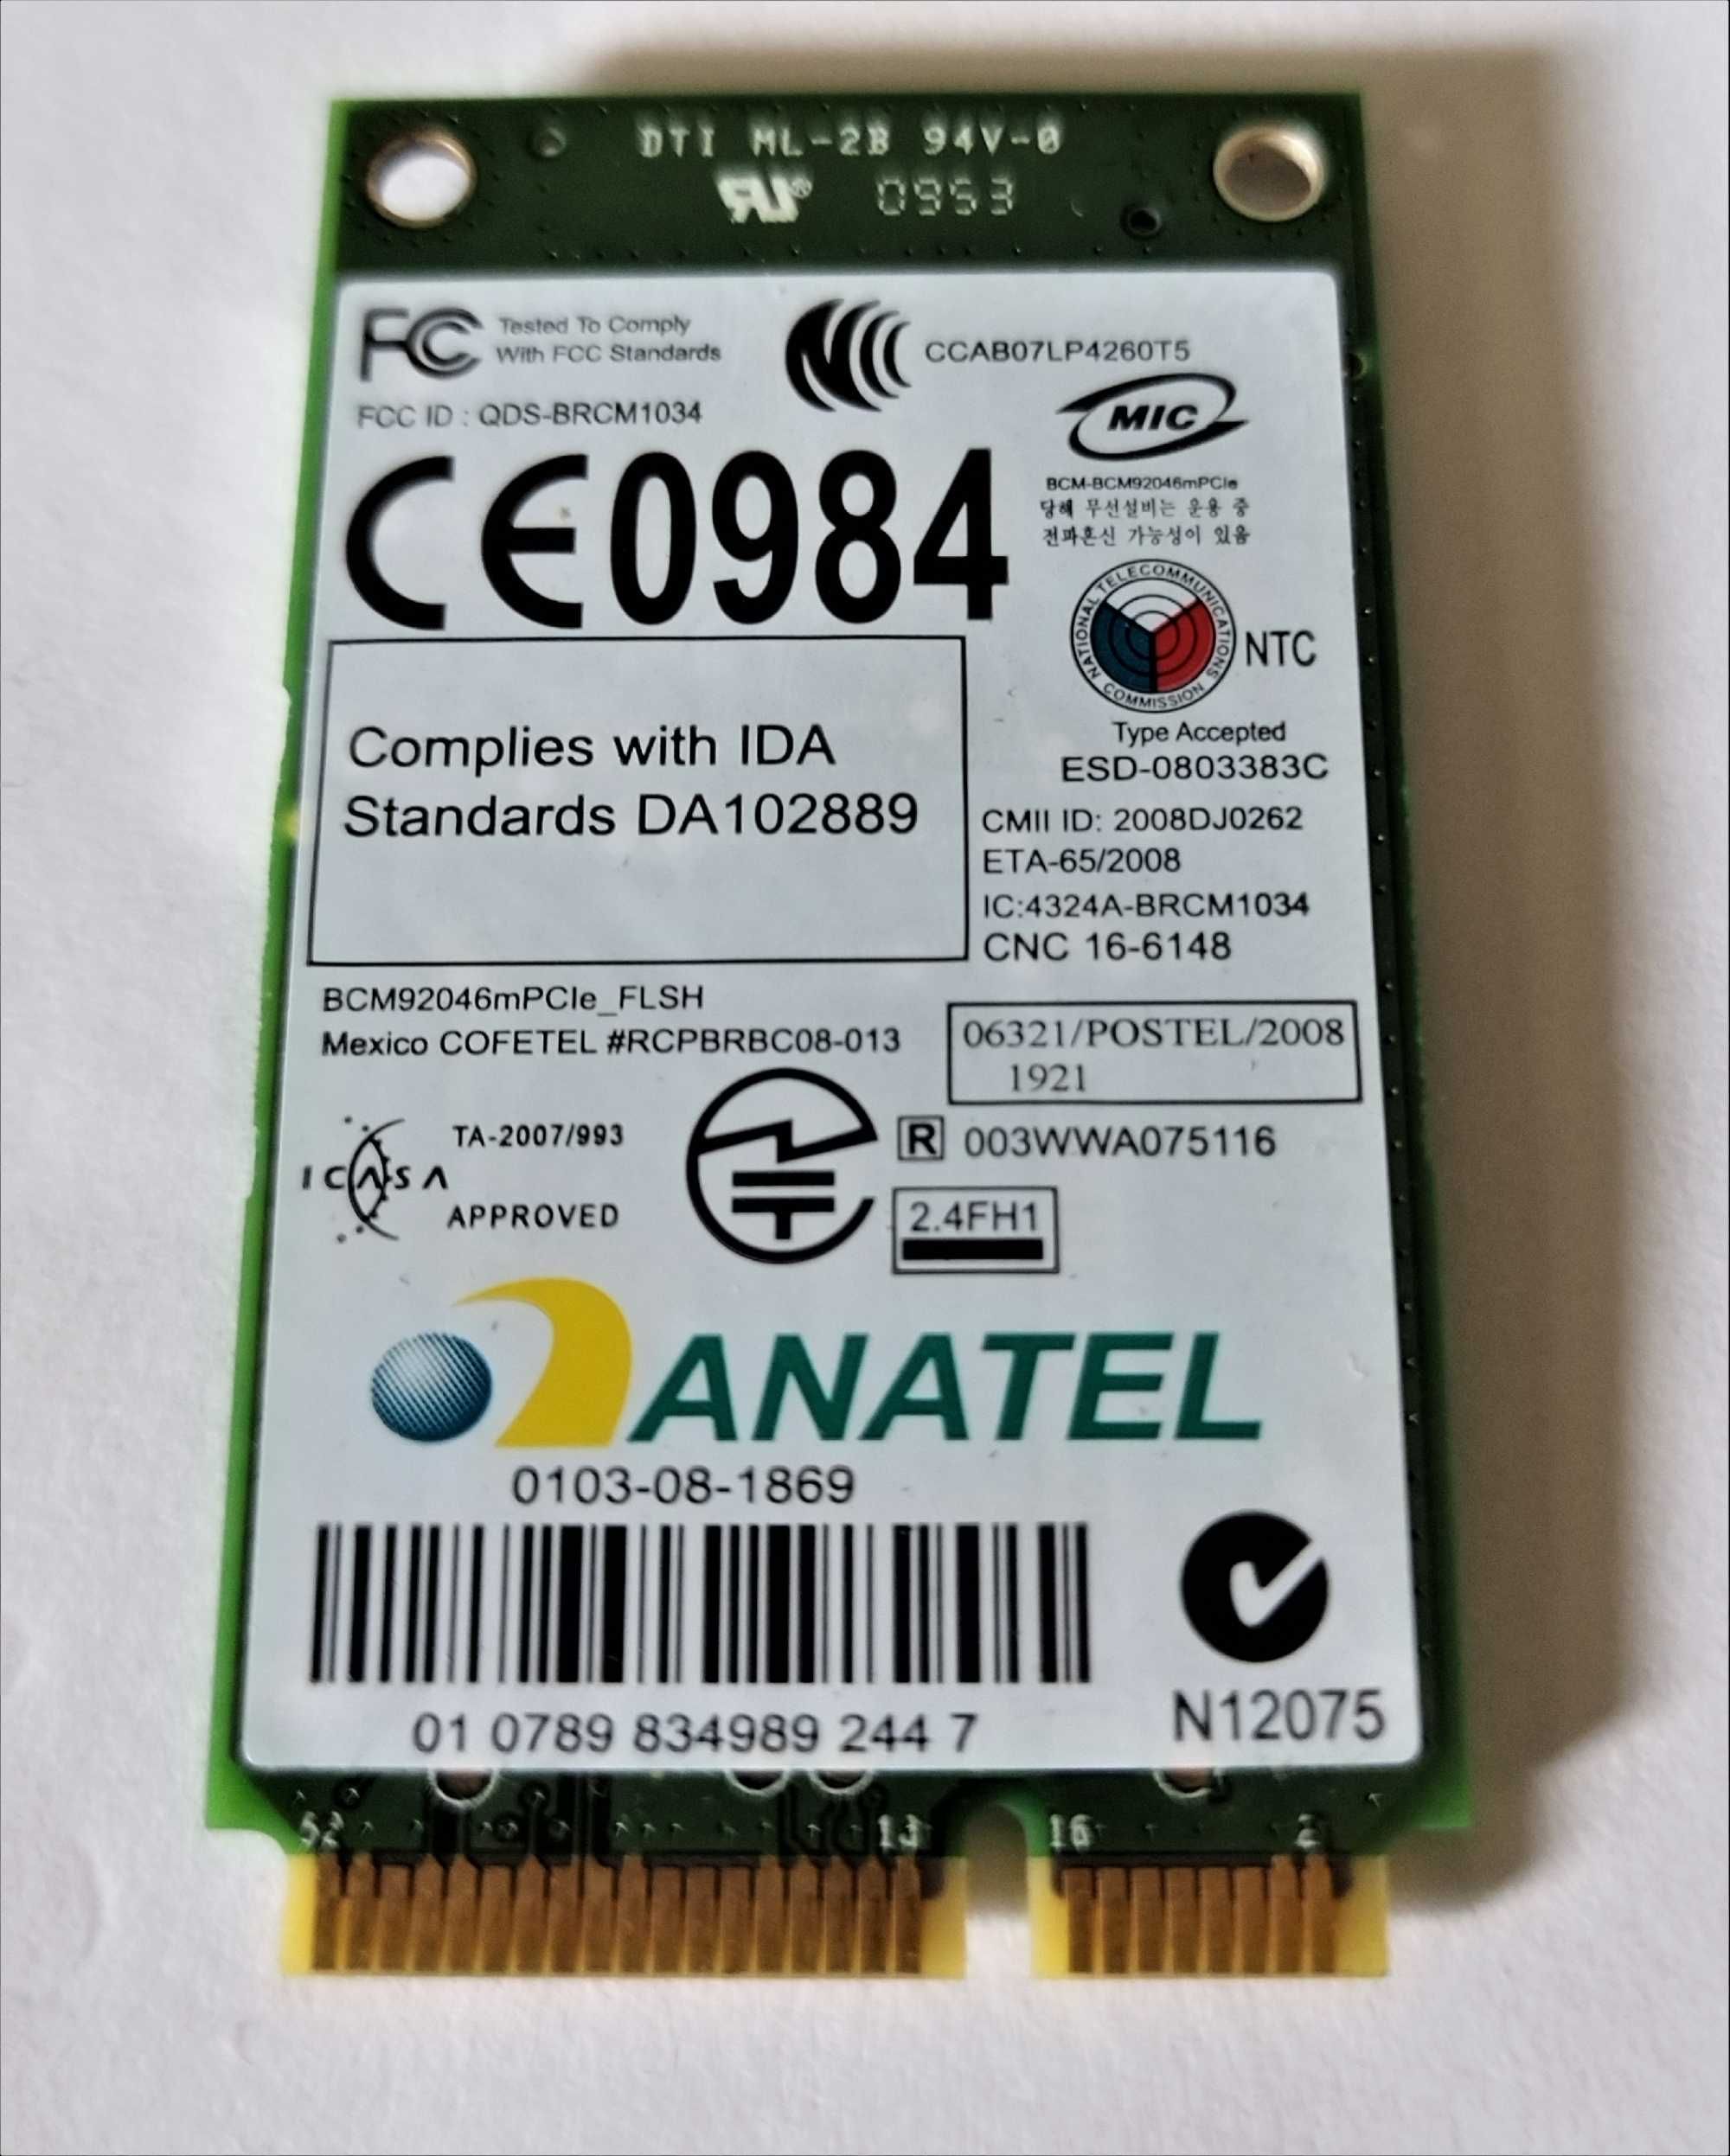 DTI ML-2B 94V-0
0953
FC Tested To Comply
With FCC Standards
CCAB07LP4260T5
FCC ID : QDS-BRCM1034
MIC
CE0984
BCM-BCM92046mPCIe
당해 무선설비는 운용 중
전파혼신 가능성이 있음
NATIONAL TELECOMMUNICATIONS COMMISSION
NTC
Type Accepted
ESD-0803383C
Complies with IDA
Standards DA102889
CMII ID: 2008DJ0262
ETA-65/2008
IC:4324A-BRCM1034
CNC 16-6148
BCM92046mPCIe_FLSH
Mexico COFETEL #RCPBRBC08-013
06321/POSTEL/2008
1921
ICASA
TA-2007/993
APPROVED
R 003WWA075116
2.4FH1
ANATEL
0103-08-1869
01 0789 834989 244 7
N12075
52 16 2